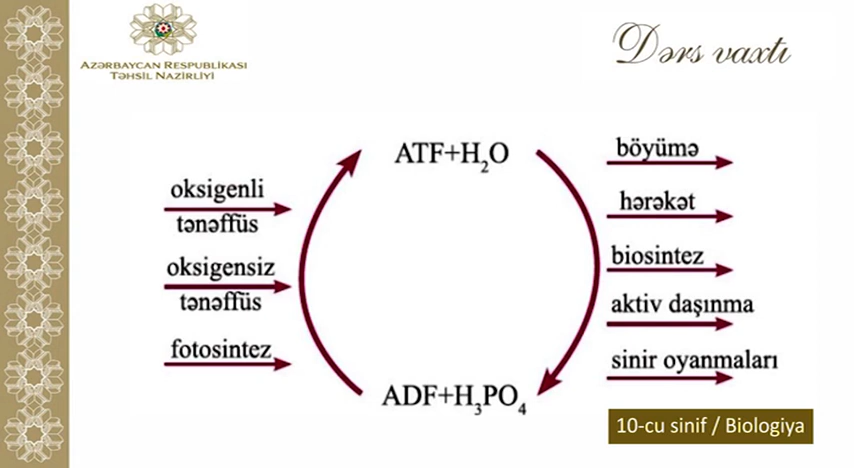 AZƏRBAYCAN RESPUBLİKASI
TƏHSİL NAZİRLİYİ
Dərs vaxtı
ATF+H₂O
oksigenli
tənəffüs
oksigensiz
tənəffüs
fotosintez
böyümə
hərəkət
biosintez
aktiv daşınma
sinir oyanmaları
ADF+H₃PO₄
10-cu sinif / Biologiya